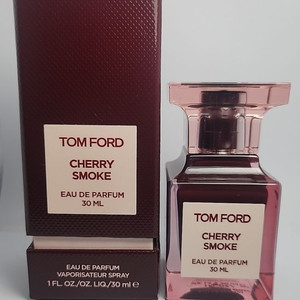 TOM FORD
CHERRY
SMOKE
EAU DE PARFUM
30 ML
EAU DE PARFUM
VAPORISATEUR SPRAY
1 FL. OZ./OZ. LIQ./30 ml ℮
TOM FORD
CHERRY
SMOKE
EAU DE PARFUM
30 ML